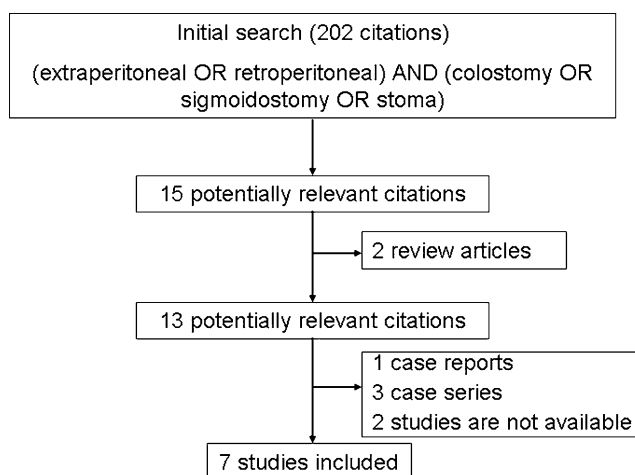 Initial search (202 citations)
(extraperitoneal OR retroperitoneal) AND (colostomy OR
sigmoidostomy OR stoma)
15 potentially relevant citations
2 review articles
13 potentially relevant citations
1 case reports
3 case series
2 studies are not available
7 studies included